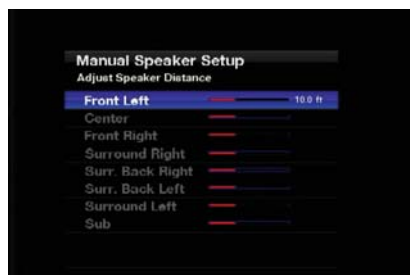 Manual Speaker Setup
Adjust Speaker Distance
Front Left 10.0 ft
Center
Front Right
Surround Right
Surr. Back Right
Surr. Back Left
Surround Left
Sub